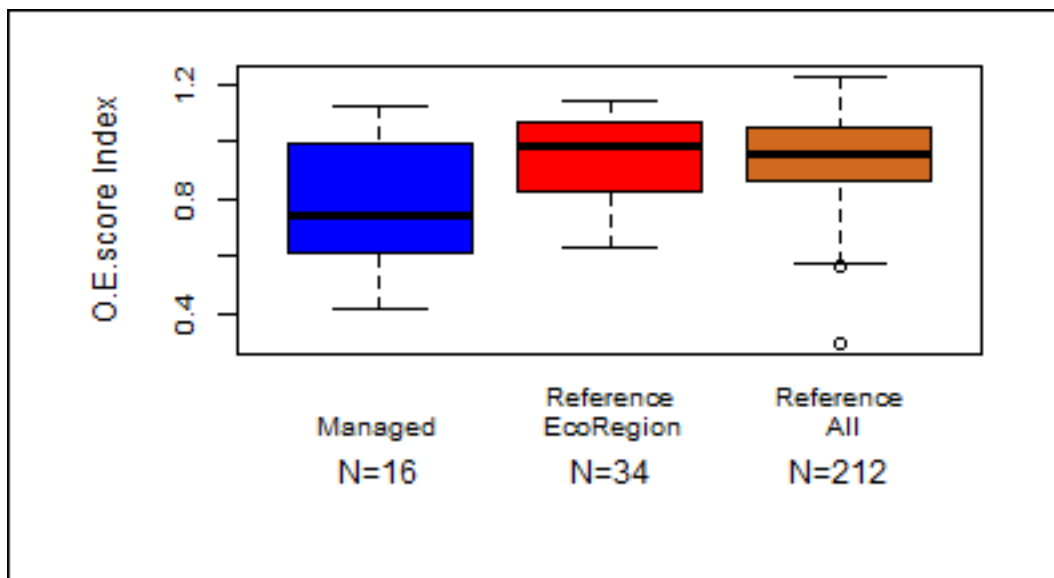 O.E.score Index
1.2
0.8
0.4
Managed
Reference
EcoRegion
Reference
All
N=16
N=34
N=212